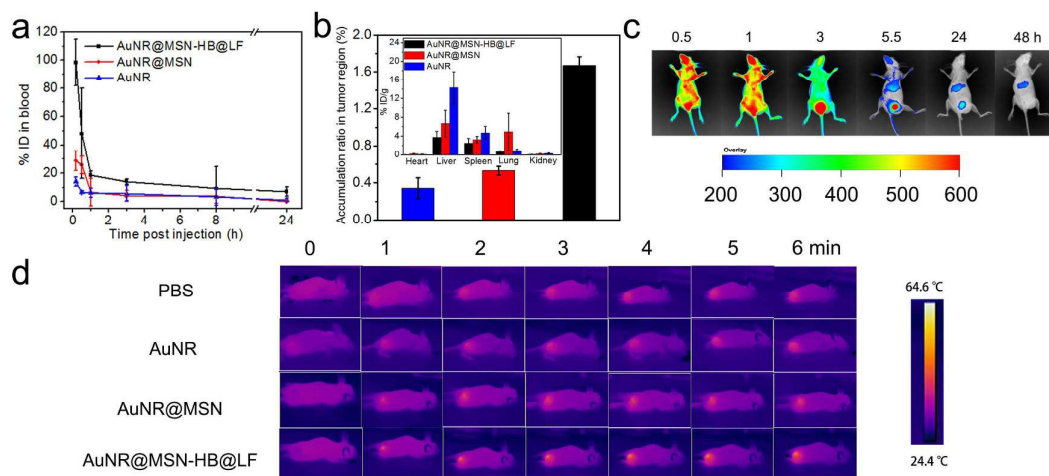 a
120
100
80
60
40
20
0
% ID in blood
AuNR@MSN-HB@LF
AuNR@MSN
AuNR
0 2 4 6 8 24
Time post injection (h)
b
2.0
1.6
1.2
0.8
0.4
0.0
Accumulation ratio in tumor region (%)
24
20
16
12
8
4
0
% ID/g
AuNR@MSN-HB@LF
AuNR@MSN
AuNR
Heart Liver Spleen Lung Kidney
c
0.5 1 3 5.5 24 48 h
Overlay
200 300 400 500 600
d
0 1 2 3 4 5 6 min
PBS
AuNR
AuNR@MSN
AuNR@MSN-HB@LF
64.6 ℃
24.4 ℃